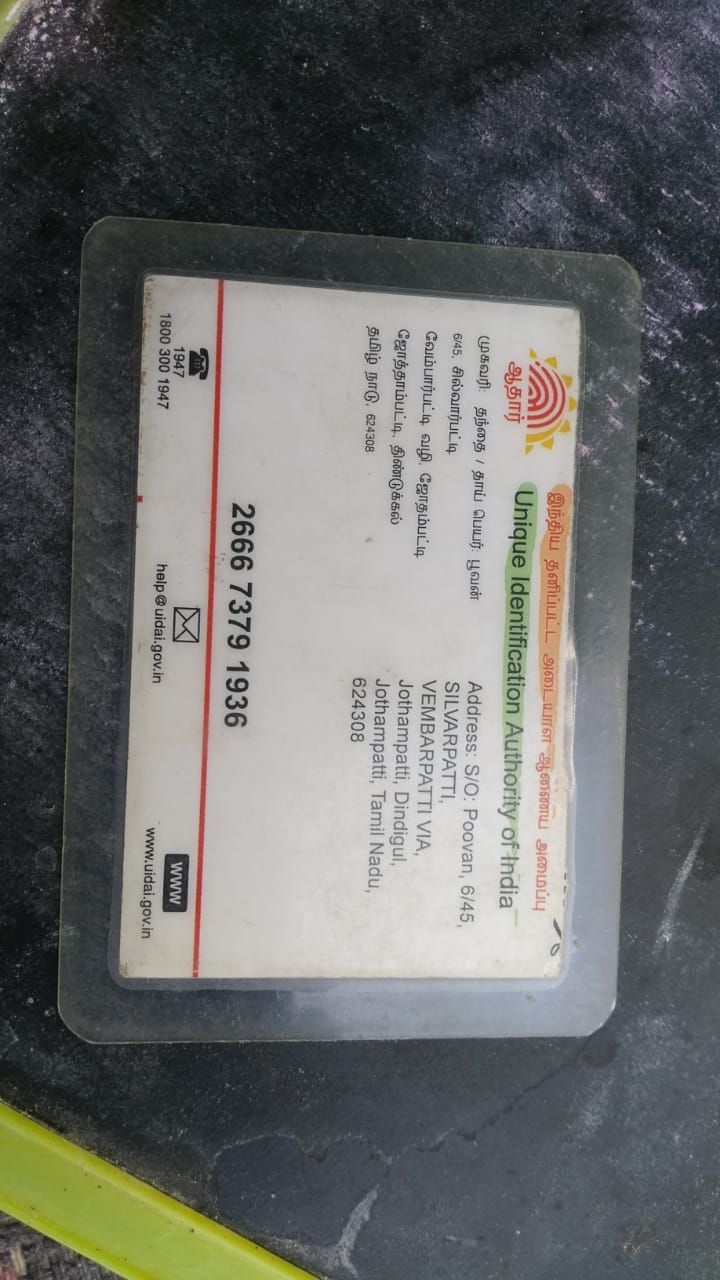 இந்திய தனிப்பட்ட அடையாள ஆணைய அமைப்பு
Unique Identification Authority of India
ஆதார்
முகவரி: தந்தை / தாய் பெயர்: பூவன்
6/45, சில்வார்பட்டி
வேம்பார்பட்டி வழி, ஜோதம்பட்டி
ஜோத்தாம்பட்டி, திண்டுக்கல்
தமிழ் நாடு, 624308
Address: S/O: Poovan, 6/45,
SILVARPATTI,
VEMBARPATTI VIA,
Jothampatti, Dindigul,
Jothampatti, Tamil Nadu,
624308
2666 7379 1936
1947
1800 300 1947
help@uidai.gov.in
www
www.uidai.gov.in